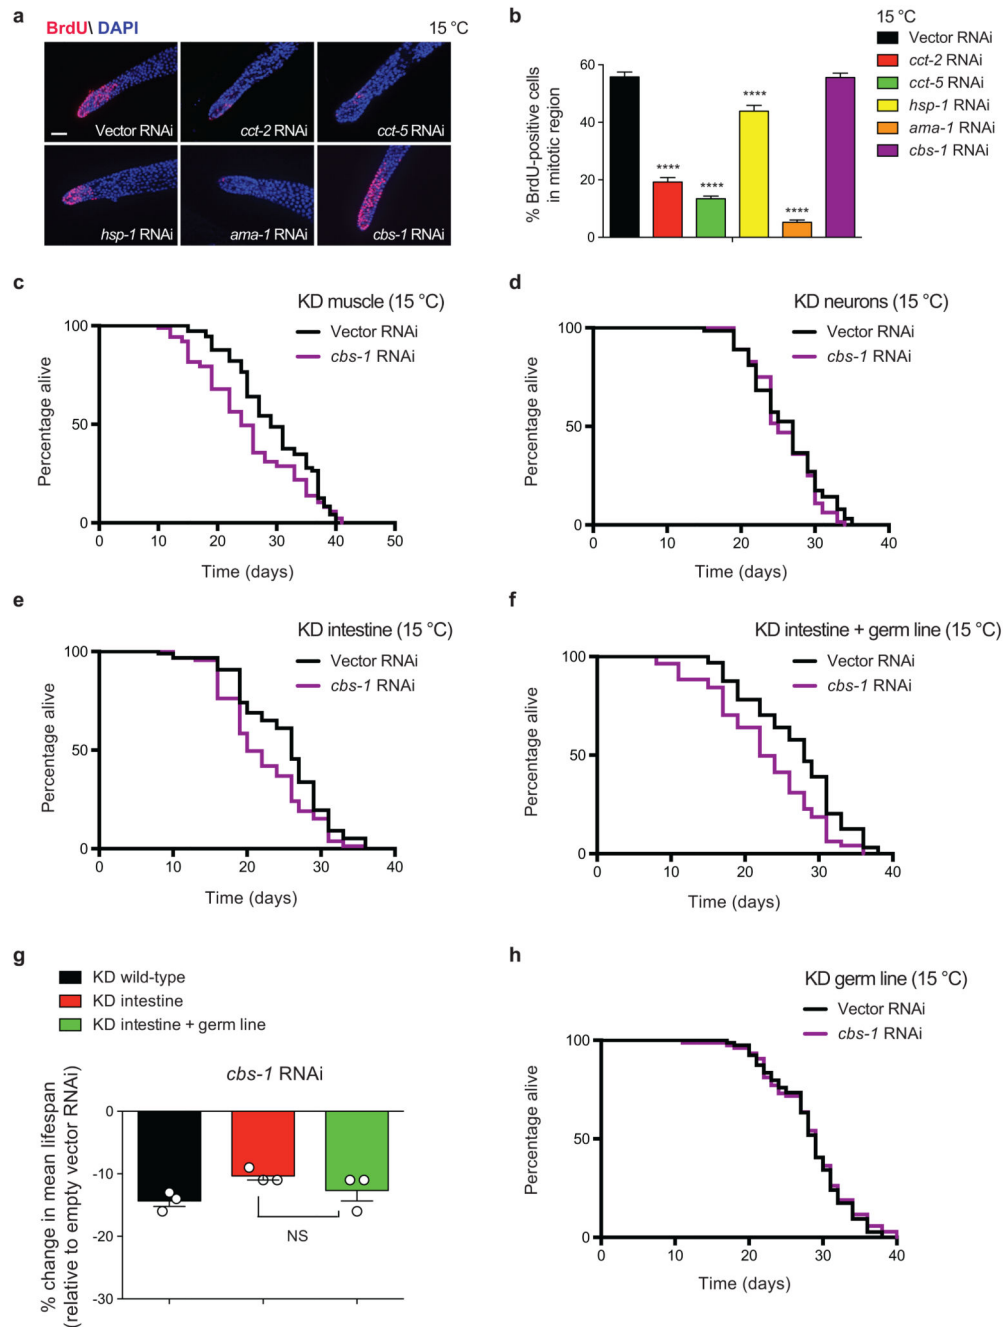 a
BrdU\ DAPI
15 °C
Vector RNAi
cct-2 RNAi
cct-5 RNAi
hsp-1 RNAi
ama-1 RNAi
cbs-1 RNAi
b
15 °C
Vector RNAi
cct-2 RNAi
cct-5 RNAi
hsp-1 RNAi
ama-1 RNAi
cbs-1 RNAi
% BrdU-positive cells
in mitotic region
60
40
20
0
****
****
****
****
c
KD muscle (15 °C)
Vector RNAi
cbs-1 RNAi
Percentage alive
100
50
0
0 10 20 30 40 50
Time (days)
d
KD neurons (15 °C)
Vector RNAi
cbs-1 RNAi
Percentage alive
100
50
0
0 10 20 30 40
Time (days)
e
KD intestine (15 °C)
Vector RNAi
cbs-1 RNAi
Percentage alive
100
50
0
0 10 20 30 40
Time (days)
f
KD intestine + germ line (15 °C)
Vector RNAi
cbs-1 RNAi
Percentage alive
100
50
0
0 10 20 30 40
Time (days)
g
KD wild-type
KD intestine
KD intestine + germ line
cbs-1 RNAi
% change in mean lifespan
(relative to empty vector RNAi)
0
-10
-20
-30
NS
h
KD germ line (15 °C)
Vector RNAi
cbs-1 RNAi
Percentage alive
100
50
0
0 10 20 30 40
Time (days)